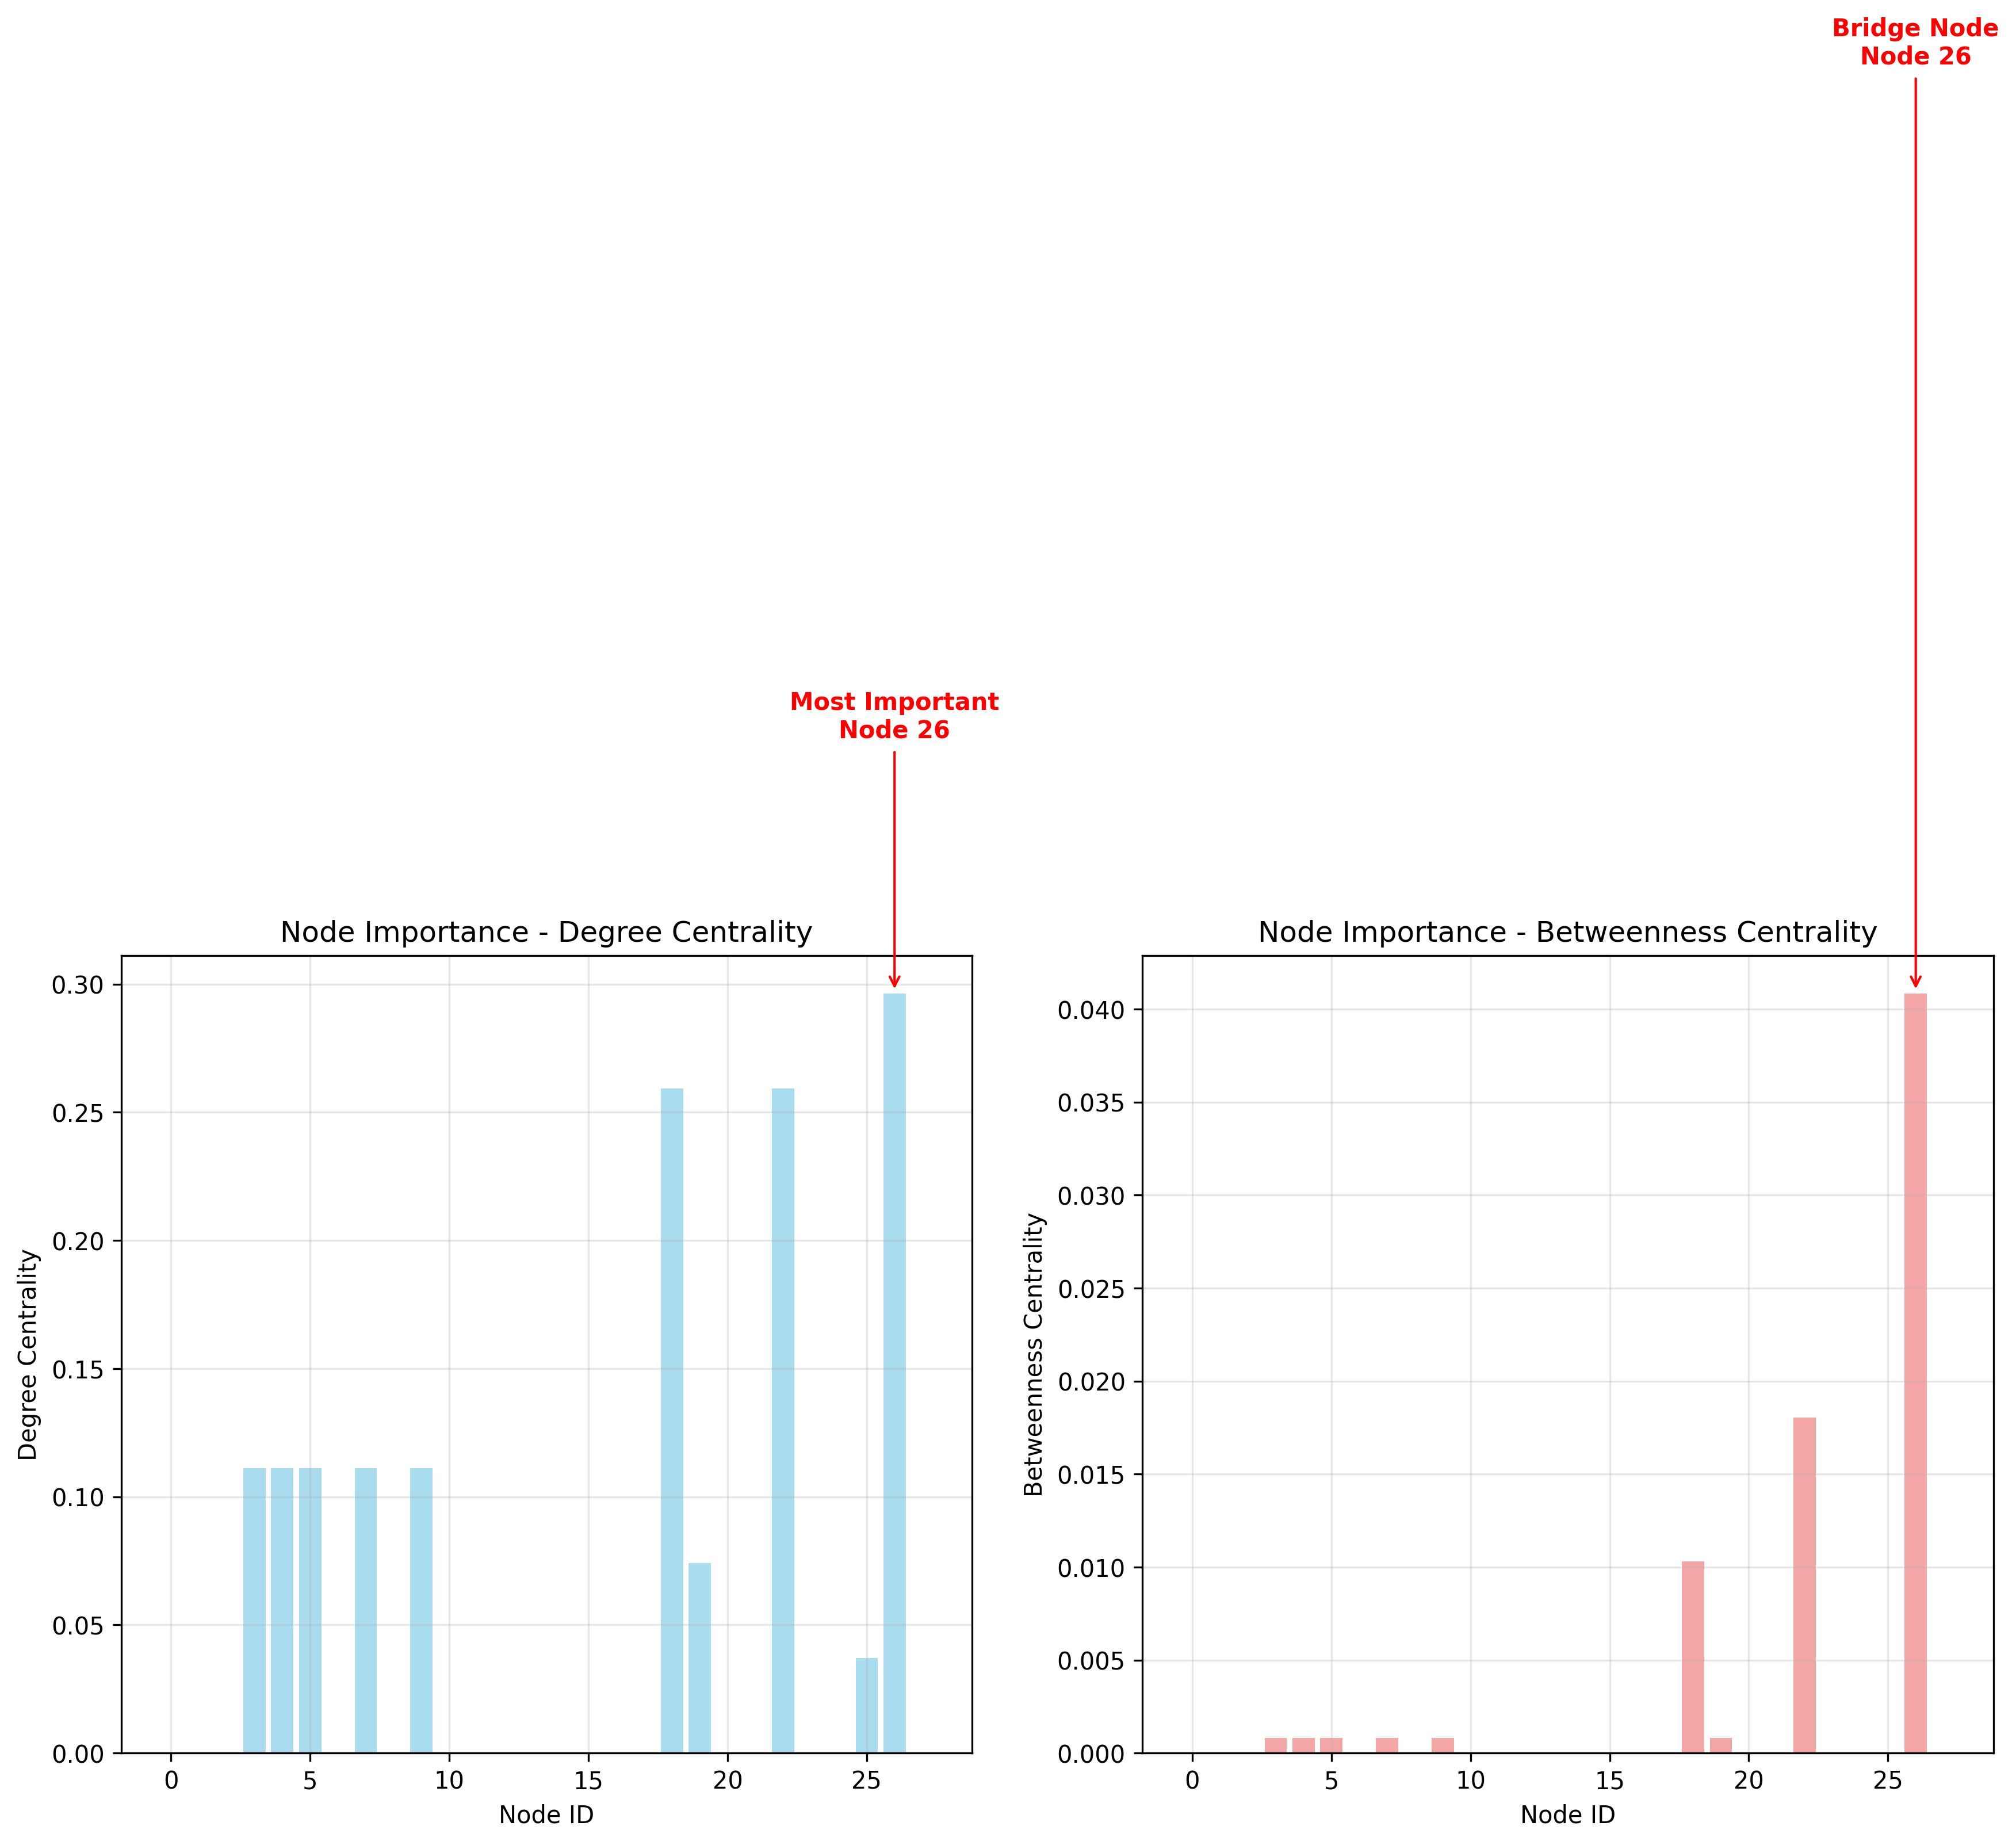 Bridge Node
Node 26
Most Important
Node 26
Node Importance - Degree Centrality
0.30
0.25
0.20
0.15
0.10
0.05
0.00
Degree Centrality
0 5 10 15 20 25
Node ID
Node Importance - Betweenness Centrality
0.040
0.035
0.030
0.025
0.020
0.015
0.010
0.005
0.000
Betweenness Centrality
0 5 10 15 20 25
Node ID